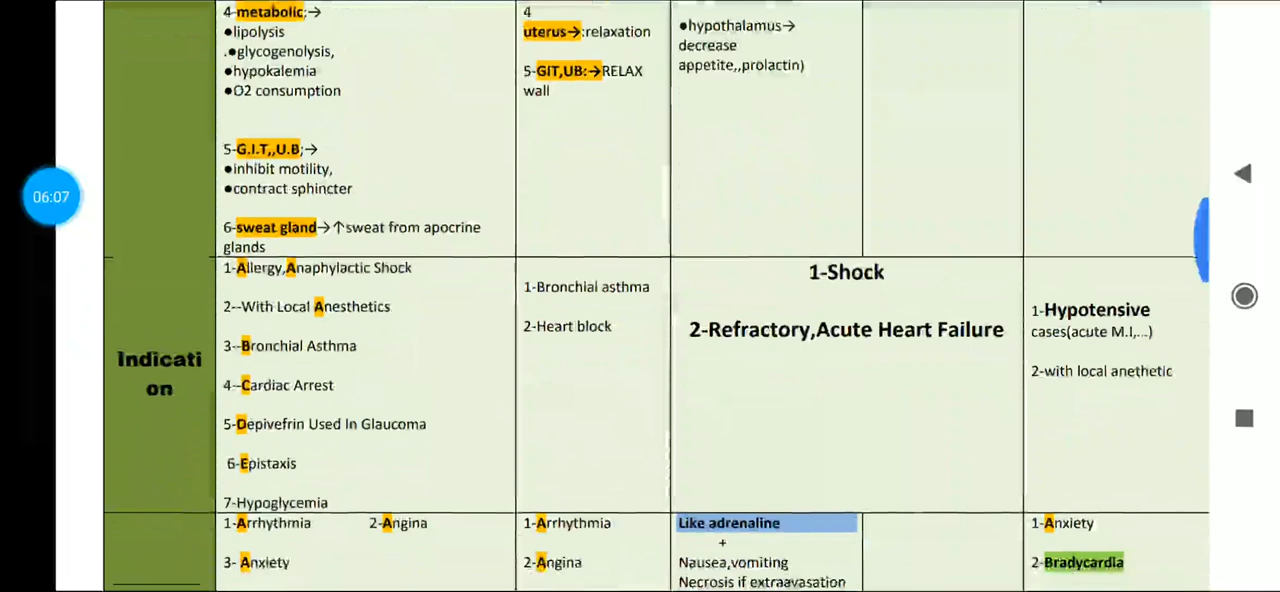 4-metabolic;→
●lipolysis
.●glycogenolysis,
●hypokalemia
●O2 consumption
5-G.I.T,,U.B;→
●inhibit motility,
●contract sphincter
6-sweat gland→↑sweat from apocrine
glands
4
uterus→:relaxation
5-GIT,UB:→RELAX
wall
●hypothalamus→
decrease
appetite,,prolactin)
06:07
Indicati
on
1-Allergy,Anaphylactic Shock
2--With Local Anesthetics
3--Bronchial Asthma
4--Cardiac Arrest
5-Depivefrin Used In Glaucoma
6-Epistaxis
7-Hypoglycemia
1-Bronchial asthma
2-Heart block
1-Shock
2-Refractory,Acute Heart Failure
1-Hypotensive
cases(acute M.I,...)
2-with local anethetic
1-Arrhythmia 2-Angina
3- Anxiety
1-Arrhythmia
2-Angina
Like adrenaline
+
Nausea,vomiting
Necrosis if extraavasation
1-Anxiety
2-Bradycardia